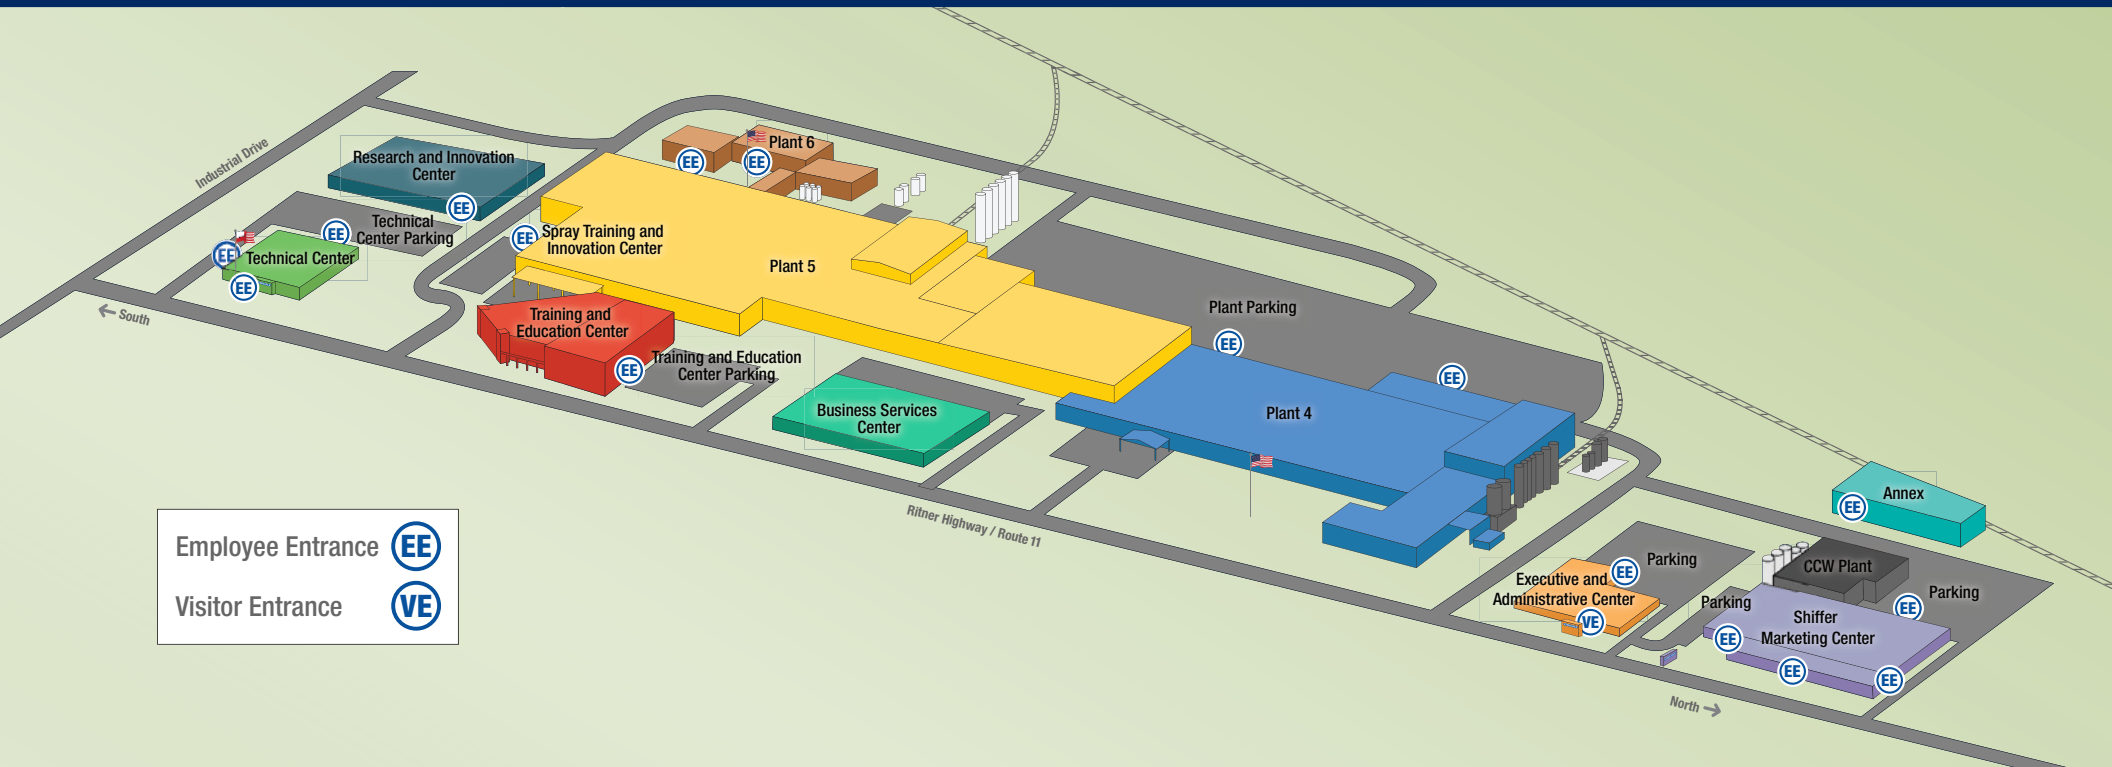 Industrial Drive
Research and Innovation
Center
EE
Technical
Center Parking
EE
EE
Technical Center
EE
← South
Plant 6
EE
EE
EE
Spray Training and
Innovation Center
Plant 5
Training and
Education Center
EE
Training and Education
Center Parking
Business Services
Center
Plant Parking
EE
EE
Plant 4
Ritner Highway / Route 11
Annex
EE
Executive and
Administrative Center
EE
VE
Parking
CCW Plant
Parking
Parking
EE
Shiffer
Marketing Center
EE
EE
EE
North →
Employee Entrance EE
Visitor Entrance VE